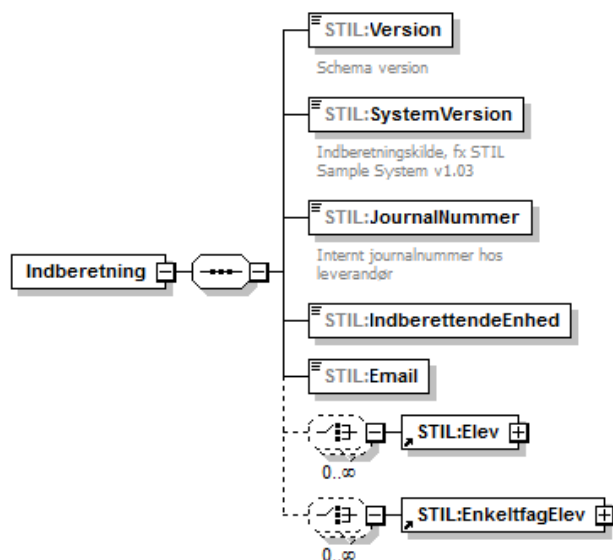 STIL:Version
Schema version
STIL:SystemVersion
Indberetningskilde, fx STIL
Sample System v1.03
STIL:JournalNummer
Internt journalnummer hos
leverandør
Indberetning
STIL:IndberettendeEnhed
STIL:Email
STIL:Elev
0..∞
STIL:EnkeltfagElev
0..∞